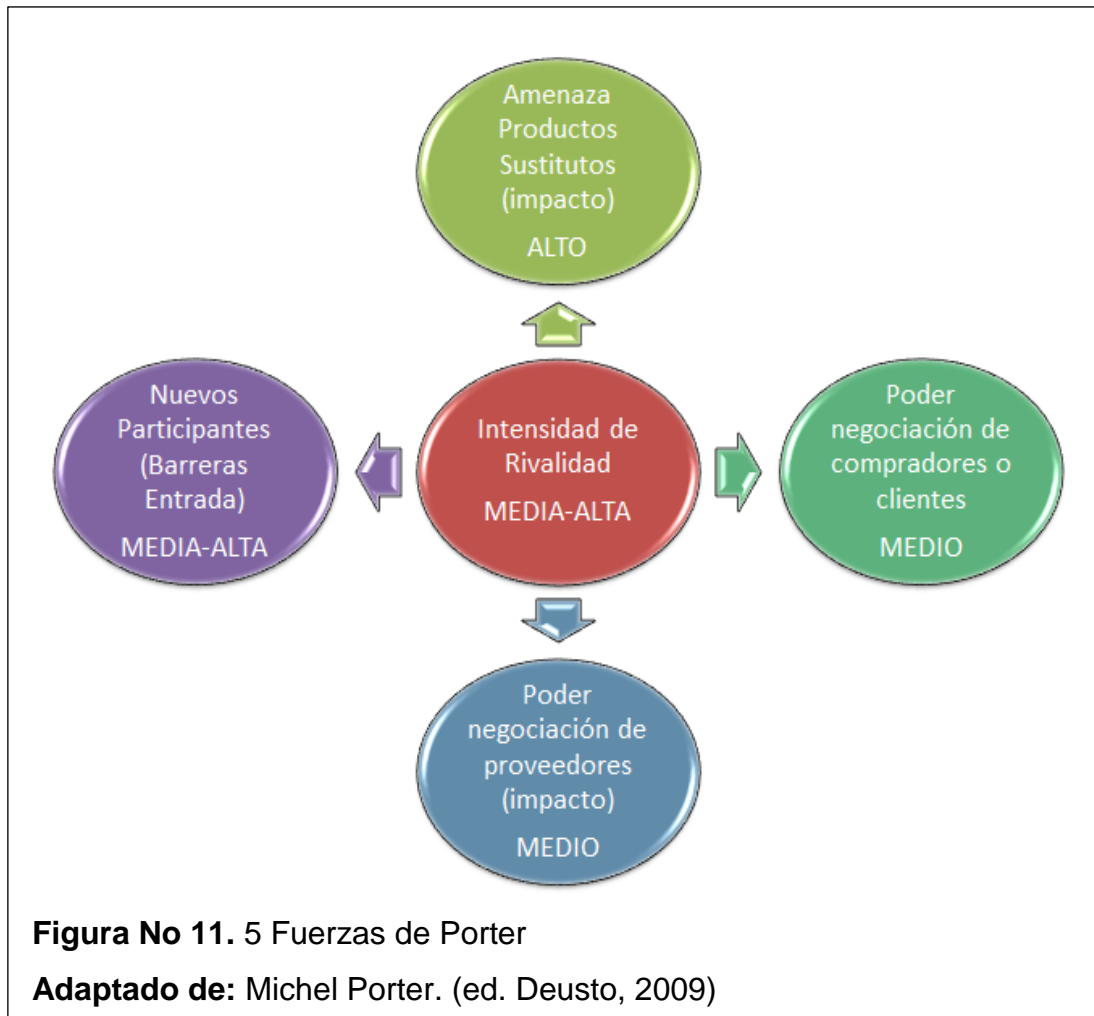 Amenaza
Productos
Sustitutos
(impacto)
ALTO
Nuevos
Participantes
(Barreras
Entrada)
MEDIA-ALTA
Intensidad de
Rivalidad
MEDIA-ALTA
Poder
negociación de
compradores o
clientes
MEDIO
Poder
negociación de
proveedores
(impacto)
MEDIO
Figura No 11. 5 Fuerzas de Porter
Adaptado de: Michel Porter. (ed. Deusto, 2009)